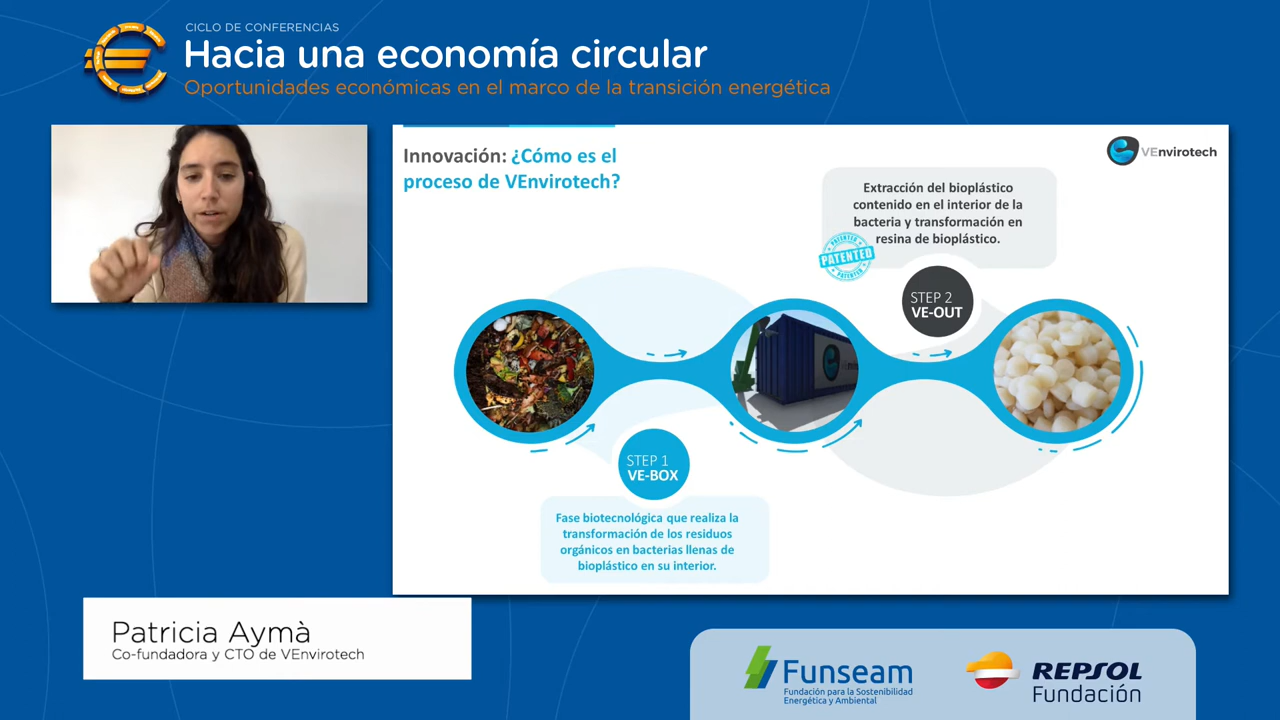 CICLO DE CONFERENCIAS
Hacia una economía circular
Oportunidades económicas en el marco de la transición energética
Innovación: ¿Cómo es el
proceso de VEnvirotech?
VEnvirotech
Extracción del bioplástico
contenido en el interior de la
bacteria y transformación en
resina de bioplástico.
PATENTED
PATENTED
PATENTED
STEP 2
VE-OUT
STEP 1
VE-BOX
Fase biotecnológica que realiza la
transformación de los residuos
orgánicos en bacterias llenas de
bioplástico en su interior.
Patricia Aymà
Co-fundadora y CTO de VEnvirotech
Funseam
Fundación para la Sostenibilidad
Energética y Ambiental
REPSOL
Fundación